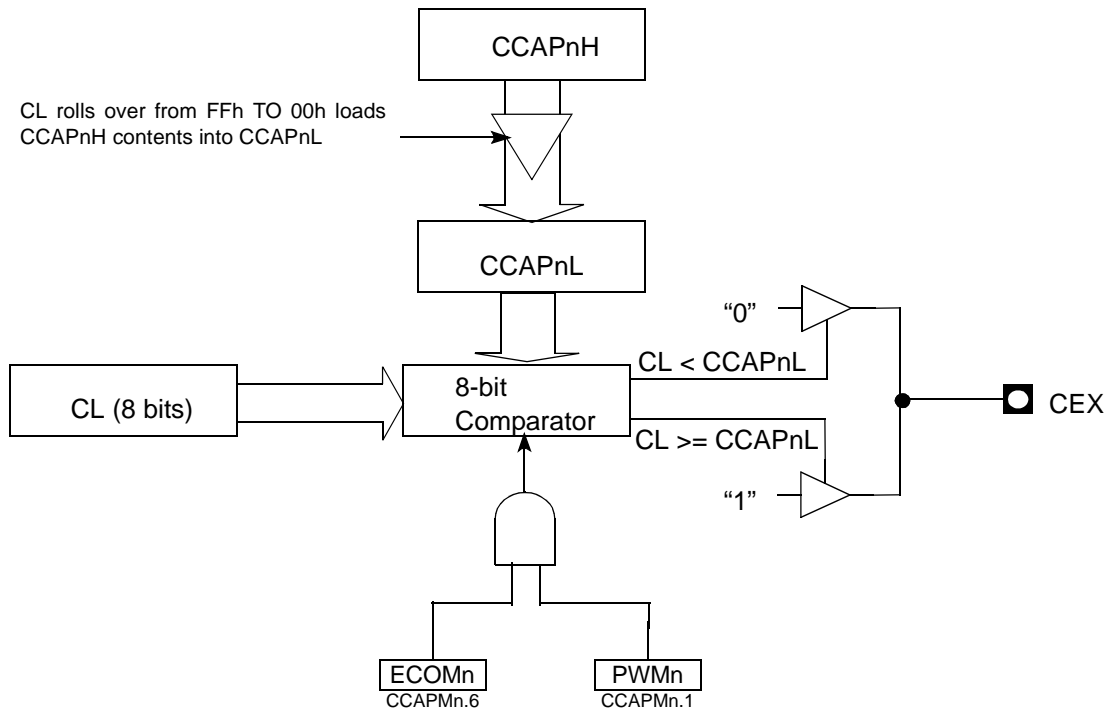 CCAPnH
CL rolls over from FFh TO 00h loads
CCAPnH contents into CCAPnL
CCAPnL
“0”
CL < CCAPnL
CL (8 bits)
8-bit
Comparator
CEX
CL >= CCAPnL
“1”
ECOMn
PWMn
CCAPMn.6
CCAPMn.1